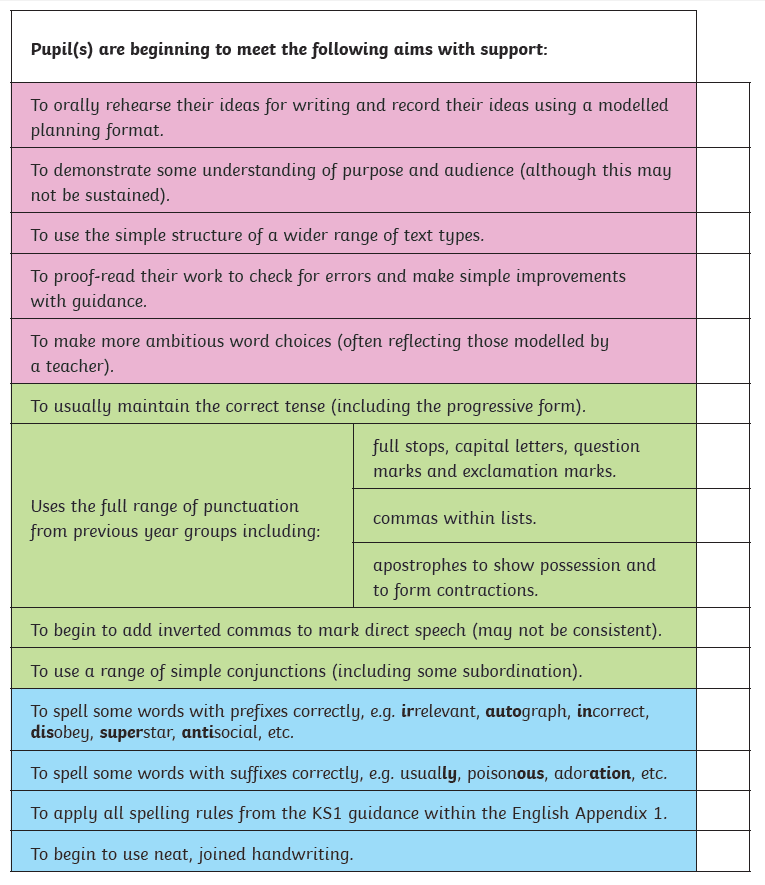 Pupil(s) are beginning to meet the following aims with support:
To orally rehearse their ideas for writing and record their ideas using a modelled
planning format.
To demonstrate some understanding of purpose and audience (although this may
not be sustained).
To use the simple structure of a wider range of text types.
To proof-read their work to check for errors and make simple improvements
with guidance.
To make more ambitious word choices (often reflecting those modelled by
a teacher).
To usually maintain the correct tense (including the progressive form).
Uses the full range of punctuation
from previous year groups including:
full stops, capital letters, question
marks and exclamation marks.
commas within lists.
apostrophes to show possession and
to form contractions.
To begin to add inverted commas to mark direct speech (may not be consistent).
To use a range of simple conjunctions (including some subordination).
To spell some words with prefixes correctly, e.g. irrelevant, autograph, incorrect,
disobey, superstar, antisocial, etc.
To spell some words with suffixes correctly, e.g. usually, poisonous, adoration, etc.
To apply all spelling rules from the KS1 guidance within the English Appendix 1.
To begin to use neat, joined handwriting.